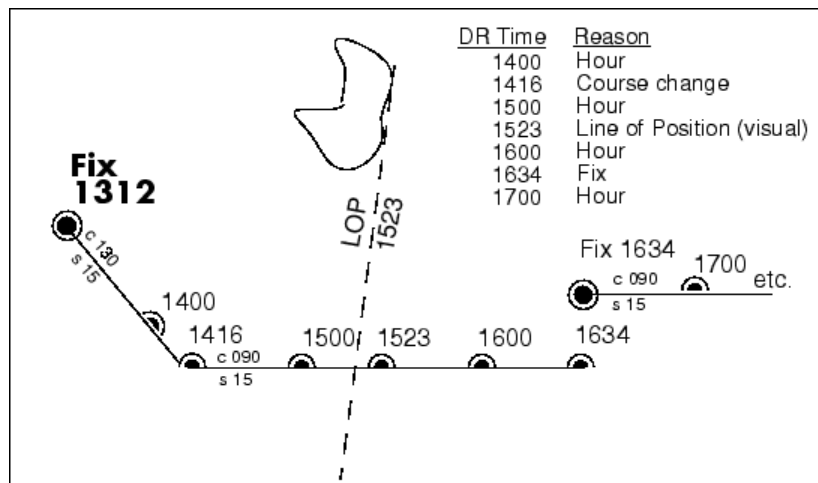 DR Time Reason
1400 Hour
1416 Course change
1500 Hour
1523 Line of Position (visual)
1600 Hour
1634 Fix
1700 Hour
Fix
1312
c 130
s 15
1400
1416
c 090
s 15
1500
LOP
1523
1523
1600
1634
Fix 1634
c 090
s 15
1700
etc.